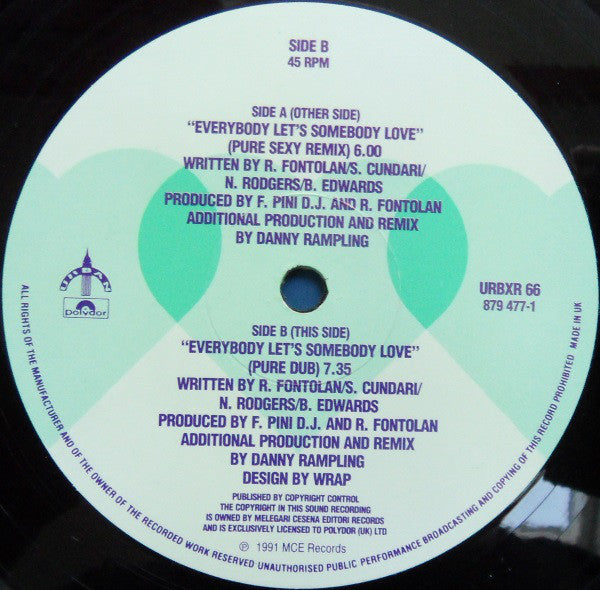 SIDE B
45 RPM
SIDE A (OTHER SIDE)
"EVERYBODY LET'S SOMEBODY LOVE"
(PURE SEXY REMIX) 6.00
WRITTEN BY R. FONTOLAN/S. CUNDARI/
N. RODGERS/B. EDWARDS
PRODUCED BY F. PINI D.J. AND R. FONTOLAN
ADDITIONAL PRODUCTION AND REMIX
BY DANNY RAMPLING
URBAN
polydor
URBXR 66
879 477-1
SIDE B (THIS SIDE)
"EVERYBODY LET'S SOMEBODY LOVE"
(PURE DUB) 7.35
WRITTEN BY R. FONTOLAN/S. CUNDARI/
N. RODGERS/B. EDWARDS
PRODUCED BY F. PINI D.J. AND R. FONTOLAN
ADDITIONAL PRODUCTION AND REMIX
BY DANNY RAMPLING
DESIGN BY WRAP
PUBLISHED BY COPYRIGHT CONTROL
THE COPYRIGHT IN THIS SOUND RECORDING
IS OWNED BY MELEGARI CESENA EDITORI RECORDS
AND IS EXCLUSIVELY LICENSED TO POLYDOR (UK) LTD
℗ 1991 MCE Records
ALL RIGHTS OF THE MANUFACTURER AND OF THE OWNER OF THE RECORDED WORK RESERVED UNAUTHORISED PUBLIC PERFORMANCE BROADCASTING AND COPYING OF THIS RECORD PROHIBITED MADE IN UK